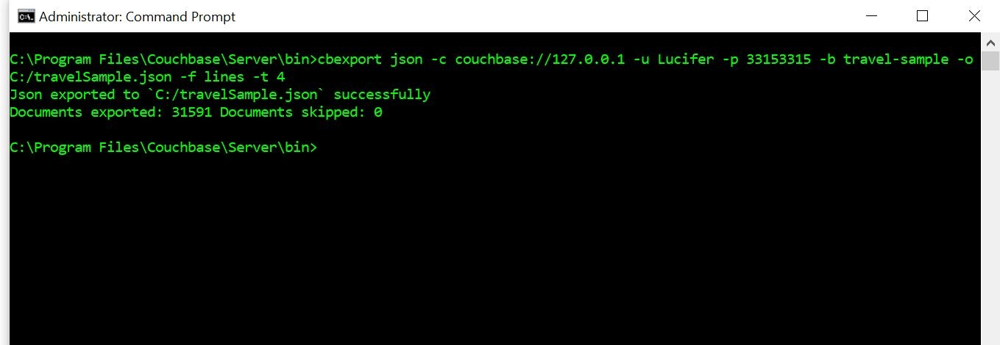 Administrator: Command Prompt
C:\Program Files\Couchbase\Server\bin>cbexport json -c couchbase://127.0.0.1 -u Lucifer -p 33153315 -b travel-sample -o
C:/travelSample.json -f lines -t 4
Json exported to `C:/travelSample.json` successfully
Documents exported: 31591 Documents skipped: 0
C:\Program Files\Couchbase\Server\bin>